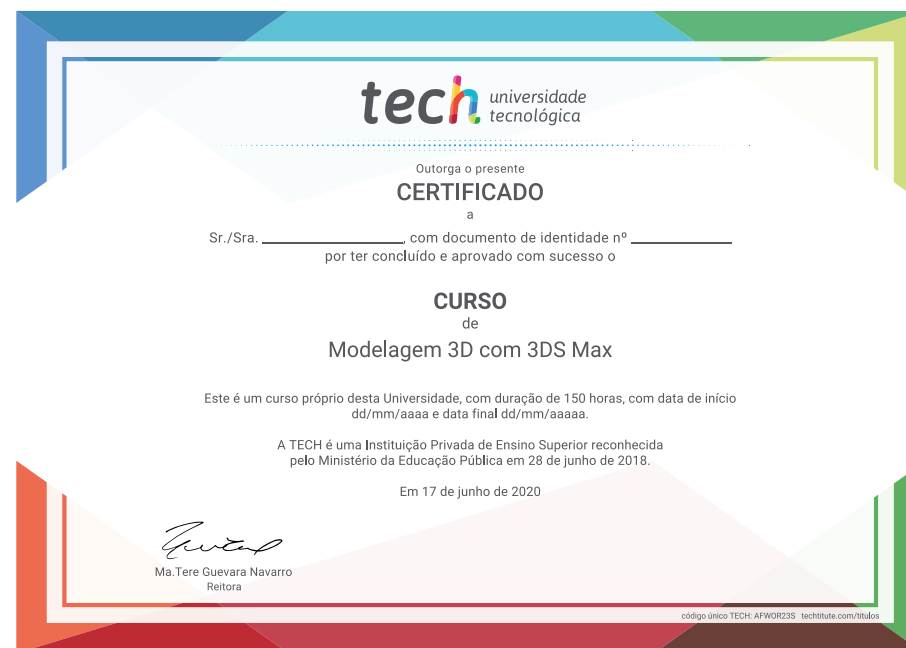 tech universidade
tecnológica
Outorga o presente
CERTIFICADO
a
Sr./Sra. ____________, com documento de identidade nº ____________
por ter concluído e aprovado com sucesso o
CURSO
de
Modelagem 3D com 3DS Max
Este é um curso próprio desta Universidade, com duração de 150 horas, com data de início
dd/mm/aaaa e data final dd/mm/aaaaa.
A TECH é uma Instituição Privada de Ensino Superior reconhecida
pelo Ministério da Educação Pública em 28 de junho de 2018.
Em 17 de junho de 2020
Ma.Tere Guevara Navarro
Reitora
código único TECH: AFWOR23S techtitute.com/titulos